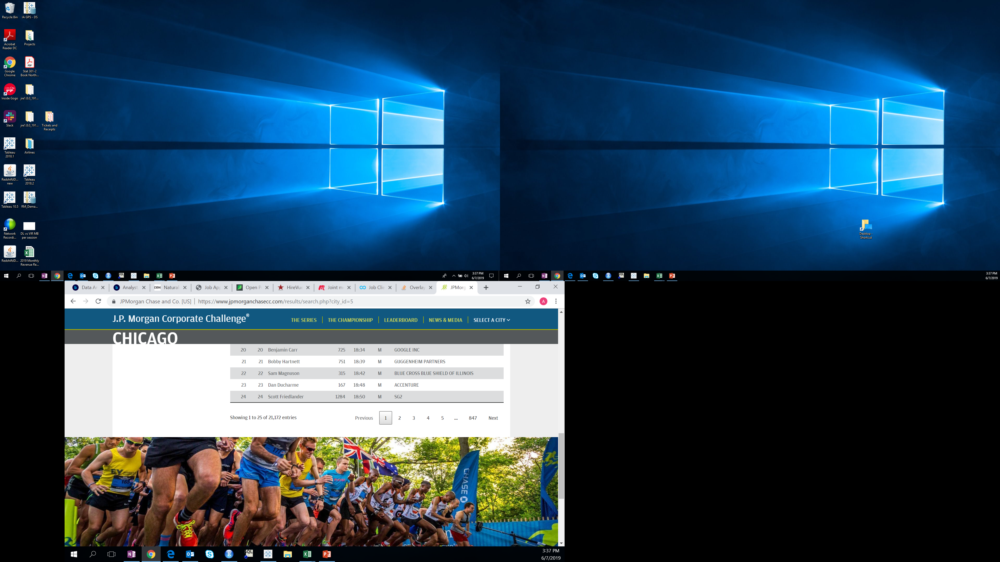 Recycle Bin
IA GPS - DS
Acrobat Reader DC
Projects
Google Chrome
PDF
Stat 301-2 Book North...
gogo
Inside Gogo
jre1.8.0_191...
Slack
jre1.8.0_191...
Tickets and Receipts
Tableau 2018.1
Airlines
RedshiftJD... new
Tableau 2018.2
Tableau 10.5
RM_Dema...
Network Recordi...
DL vs VIR MB per session
RedshiftJD...
2019 Monthly Revenue Re...
Desktop - Shortcut
3:37 PM
6/7/2019
3:37 PM
6/7/2019
Data An
Analyst,
DSW
Natural
Job App
Open P
HireVue
Joint m
Job Clie
Overlay
JPMorg
JPMorgan Chase and Co. [US] | https://www.jpmorganchasecc.com/results/search.php?city_id=5
A
J.P. Morgan Corporate Challenge®
THE SERIES | THE CHAMPIONSHIP | LEADERBOARD | NEWS & MEDIA | SELECT A CITY
CHICAGO
20 20 Benjamin Carr 725 18:34 M GOOGLE INC
21 21 Bobby Hartnett 751 18:39 M GUGGENHEIM PARTNERS
22 22 Sam Magnuson 315 18:42 M BLUE CROSS BLUE SHIELD OF ILLINOIS
23 23 Dan Ducharme 167 18:48 M ACCENTURE
24 24 Scott Friedlander 1284 18:50 M SG2
Showing 1 to 25 of 21,172 entries
Previous 1 2 3 4 5 ... 847 Next
EY
165
177
CHASE
3:37 PM
6/7/2019